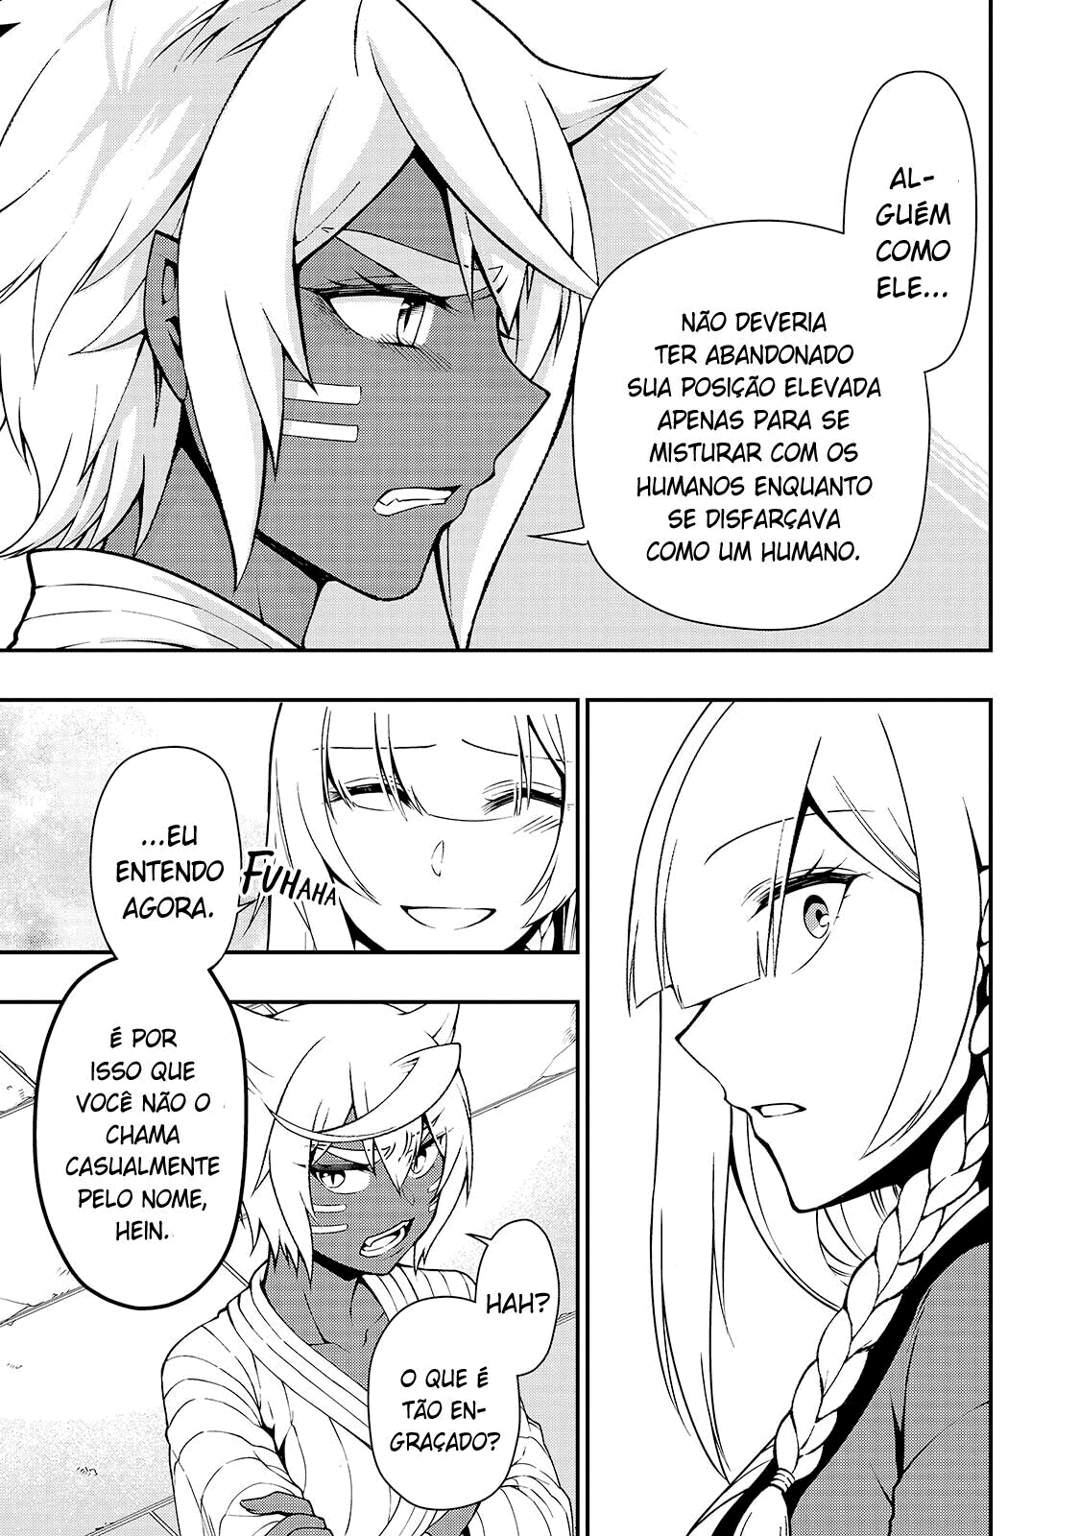 AL-
GUÉM
COMO
ELE...
NÃO DEVERIA
TER ABANDONADO
SUA POSIÇÃO ELEVADA
APENAS PARA SE
MISTURAR COM OS
HUMANOS ENQUANTO
SE DISFARÇAVA
COMO UM HUMANO.
FUHAHA
...EU
ENTENDO
AGORA.
É POR
ISSO QUE
VOCÊ NÃO O
CHAMA
CASUALMENTE
PELO NOME,
HEIN.
HAH?
O QUE É
TÃO EN-
GRAÇADO?